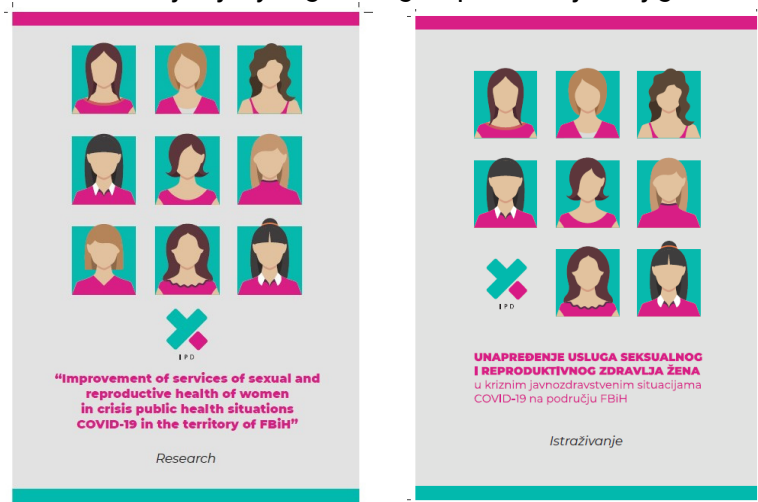 IPD
“Improvement of services of sexual and
reproductive health of women
in crisis public health situations
COVID-19 in the territory of FBiH”
Research
IPD
UNAPREĐENJE USLUGA SEKSUALNOG
I REPRODUKTIVNOG ZDRAVLJA ŽENA
u kriznim javnozdravstvenim situacijama
COVID-19 na području FBiH
Istraživanje